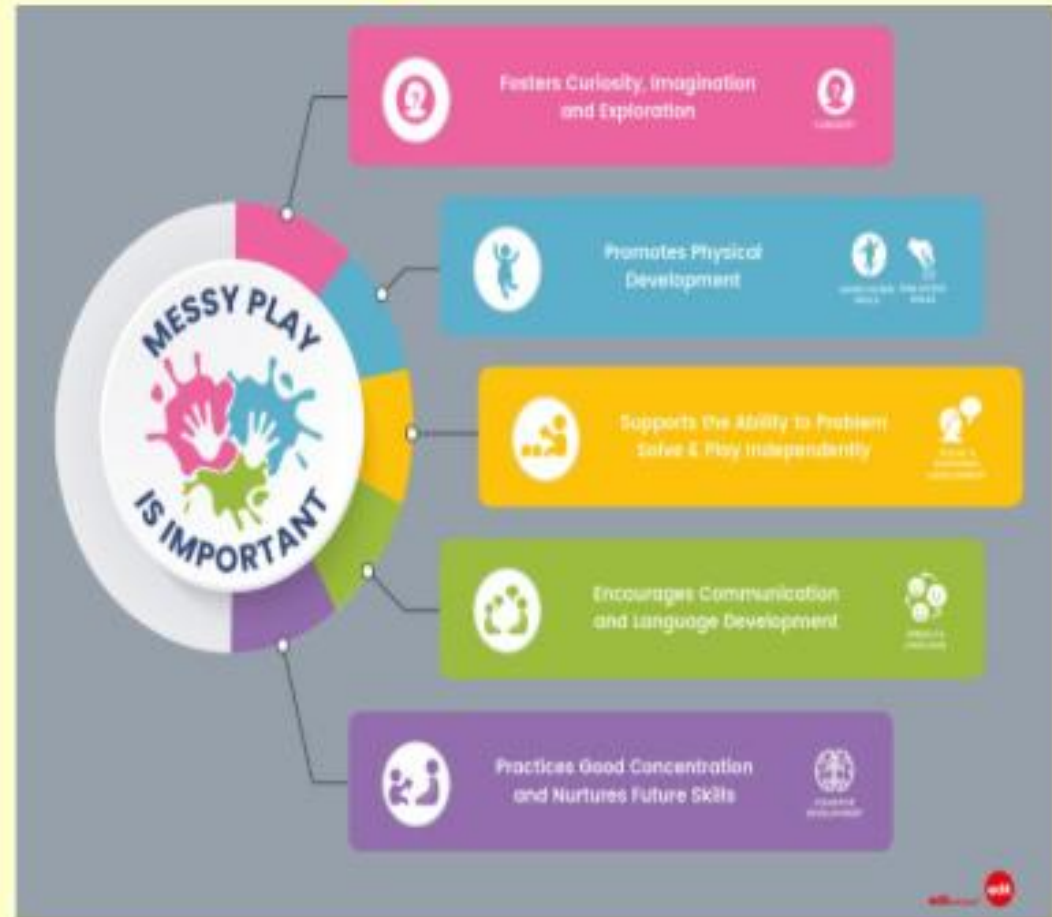 MESSY PLAY
IS IMPORTANT
Fosters Curiosity, Imagination
and Exploration
Promotes Physical
Development
Supports the Ability to Problem
Solve & Play Independently
Encourages Communication
and Language Development
Practices Good Concentration
and Nurtures Future Skills